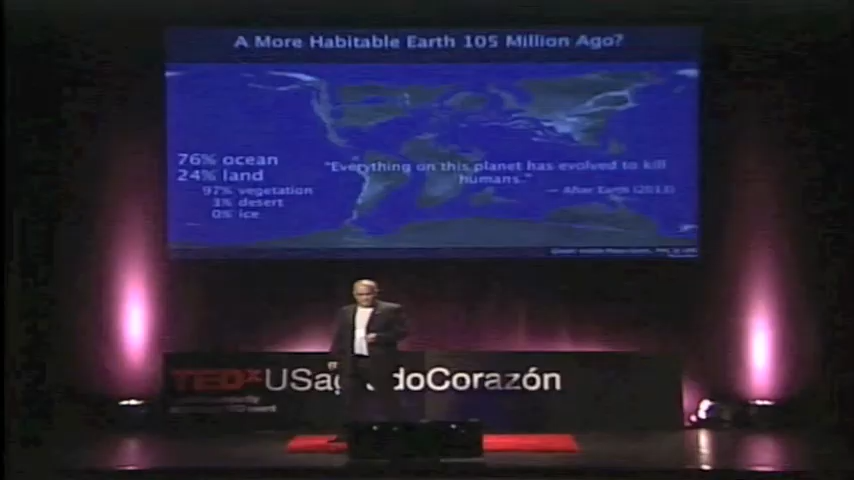 A More Habitable Earth 105 Million Ago?
76% ocean
24% land
97% vegetation
3% desert
0% ice
"Everything on this planet has evolved to kill
humans."
— After Earth (2013)
TEDxUSagradoCorazón